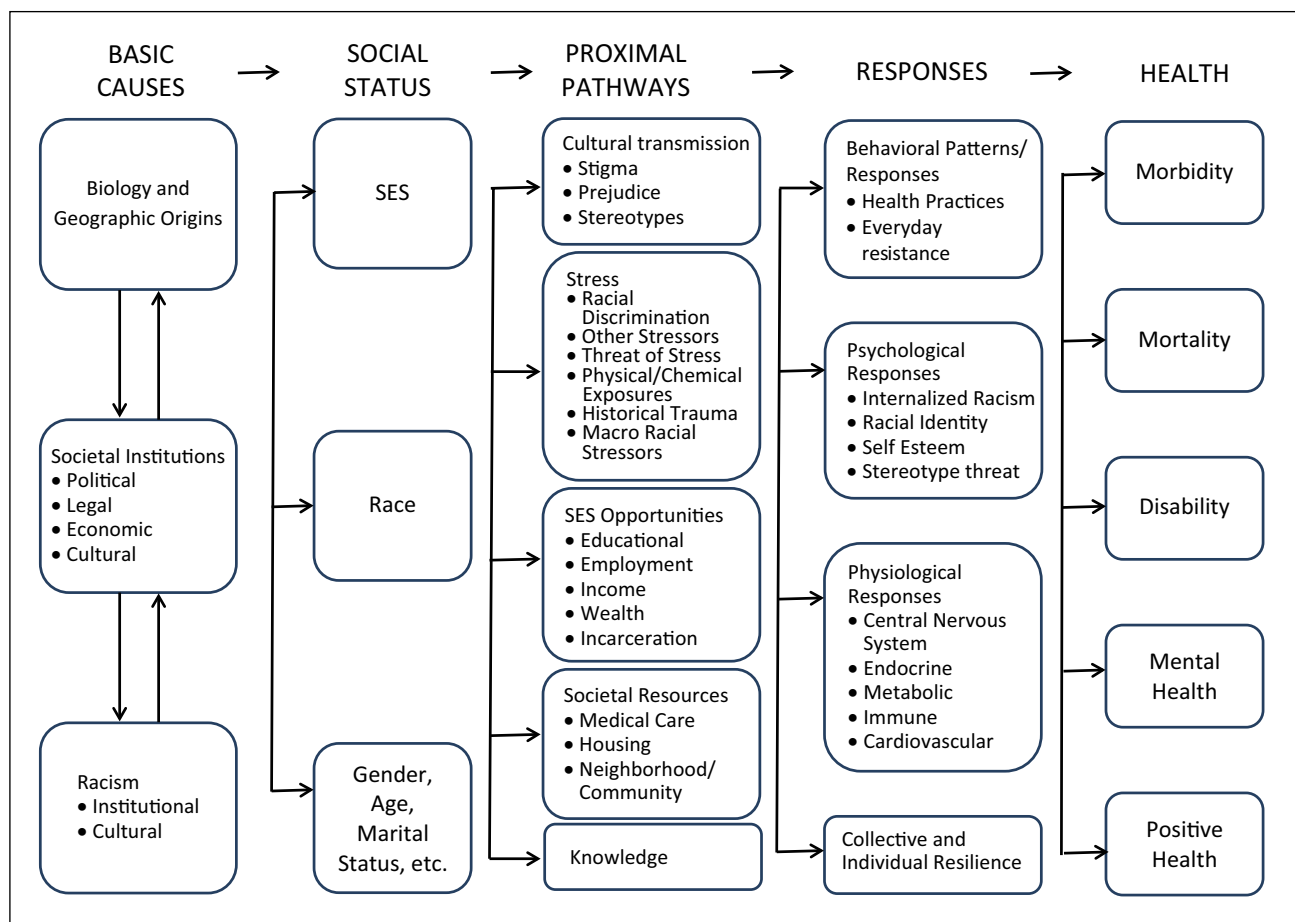 BASIC
CAUSES
SOCIAL
STATUS
PROXIMAL
PATHWAYS
RESPONSES
HEALTH
Biology and
Geographic Origins
Societal Institutions
• Political
• Legal
• Economic
• Cultural
Racism
• Institutional
• Cultural
SES
Race
Gender,
Age,
Marital
Status, etc.
Cultural transmission
• Stigma
• Prejudice
• Stereotypes
Stress
• Racial
Discrimination
• Other Stressors
• Threat of Stress
• Physical/Chemical
Exposures
• Historical Trauma
• Macro Racial
Stressors
SES Opportunities
• Educational
• Employment
• Income
• Wealth
• Incarceration
Societal Resources
• Medical Care
• Housing
• Neighborhood/
Community
Knowledge
Behavioral Patterns/
Responses
• Health Practices
• Everyday
resistance
Psychological
Responses
• Internalized Racism
• Racial Identity
• Self Esteem
• Stereotype threat
Physiological
Responses
• Central Nervous
System
• Endocrine
• Metabolic
• Immune
• Cardiovascular
Collective and
Individual Resilience
Morbidity
Mortality
Disability
Mental
Health
Positive
Health